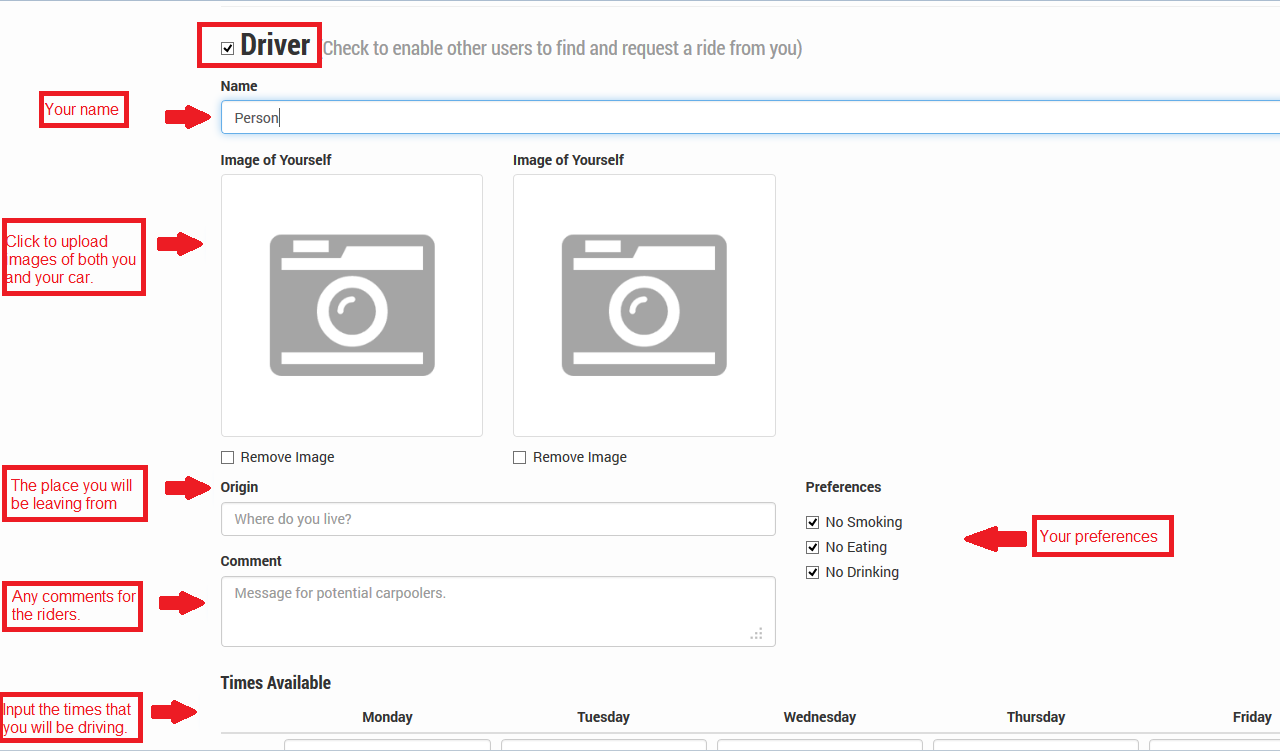 Driver Check to enable other users to find and request a ride from you)
Name
Your name
Person
Image of Yourself Image of Yourself
Click to upload
images of both you
and your car.
Remove Image Remove Image
The place you will
be leaving from
Origin
Where do you live?
Preferences
No Smoking
No Eating
No Drinking
Your preferences
Comment
Message for potential carpoolers.
Any comments for
the riders.
Times Available
Input the times that
you will be driving.
Monday Tuesday Wednesday Thursday Friday